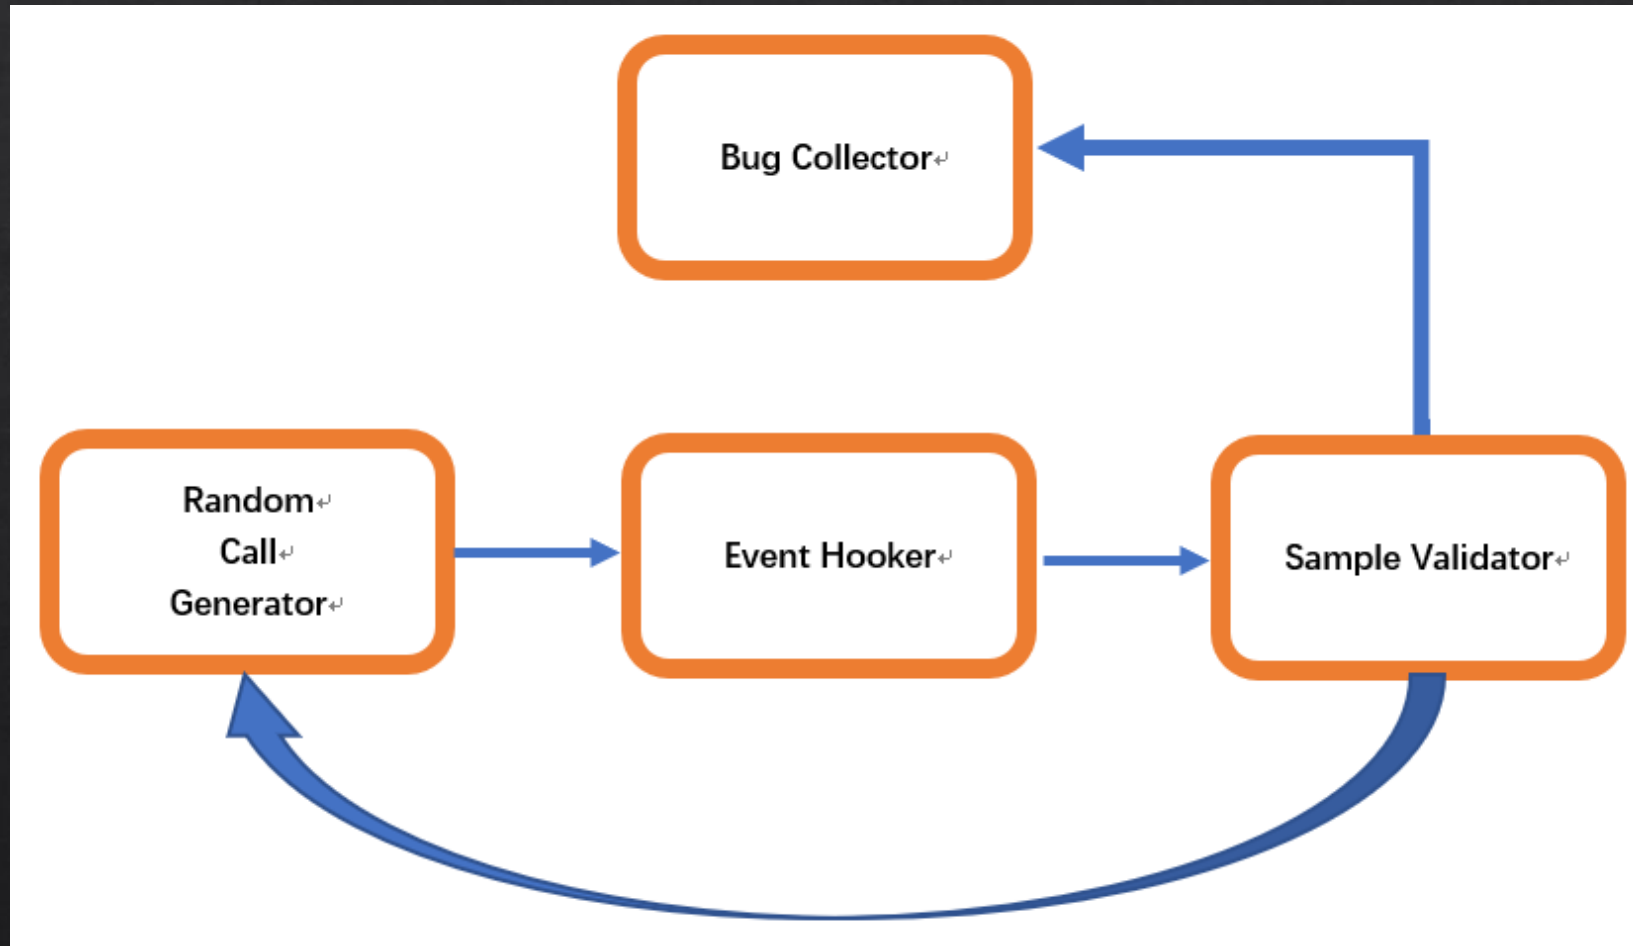 Bug Collector
Random
Call
Generator
Event Hooker
Sample Validator